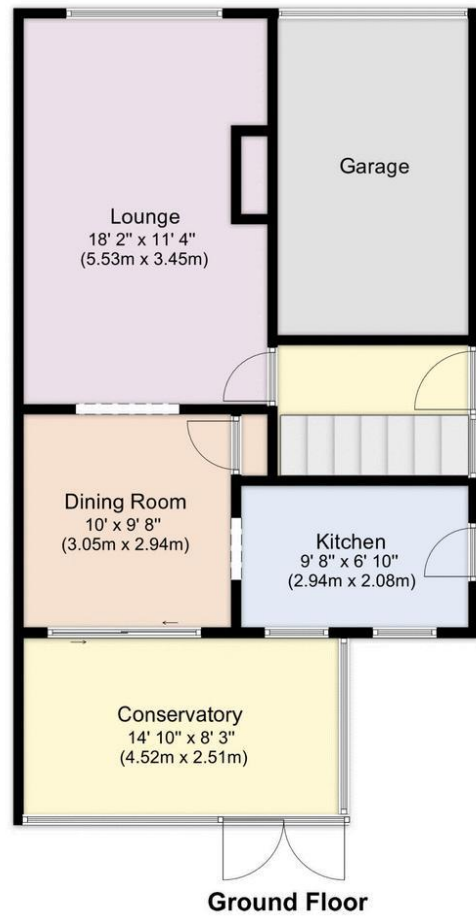 Garage
Lounge
18' 2" x 11' 4"
(5.53m x 3.45m)
Dining Room
10' x 9' 8"
(3.05m x 2.94m)
Kitchen
9' 8" x 6' 10"
(2.94m x 2.08m)
Conservatory
14' 10" x 8' 3"
(4.52m x 2.51m)
Ground Floor